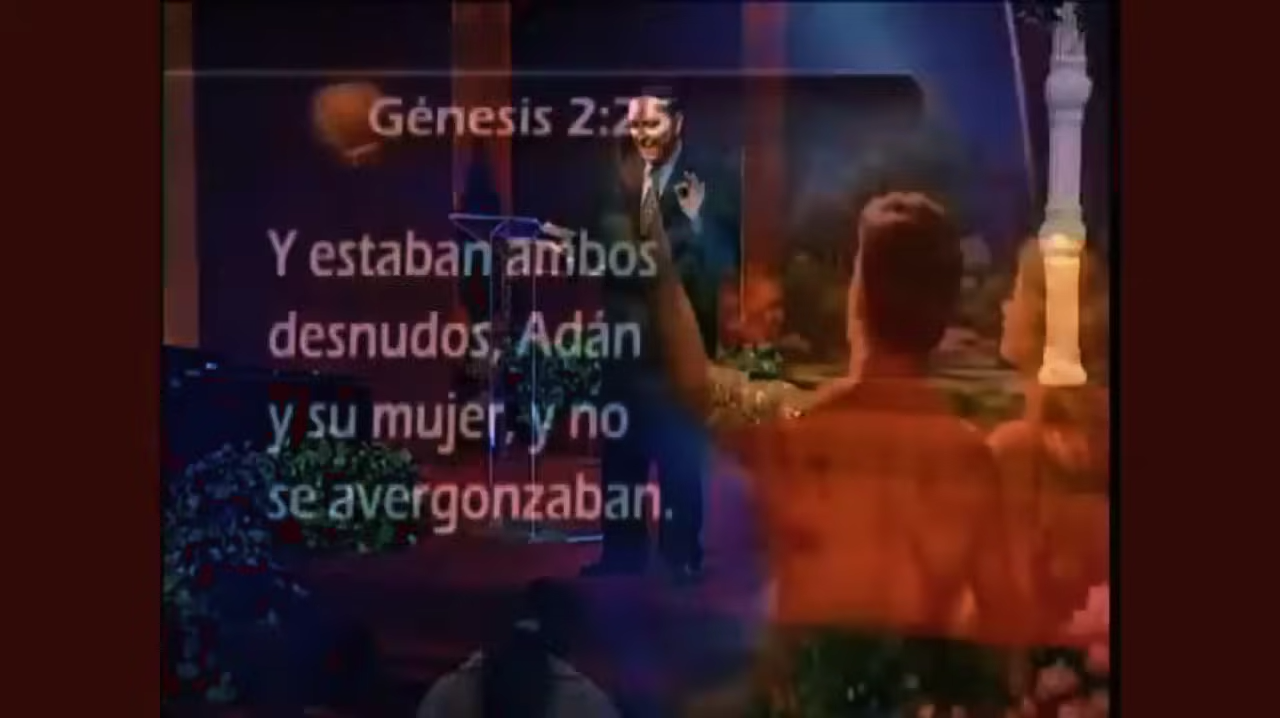 Génesis 2:25
Y estaban ambos
desnudos, Adán
y su mujer, y no
se avergonzaban.